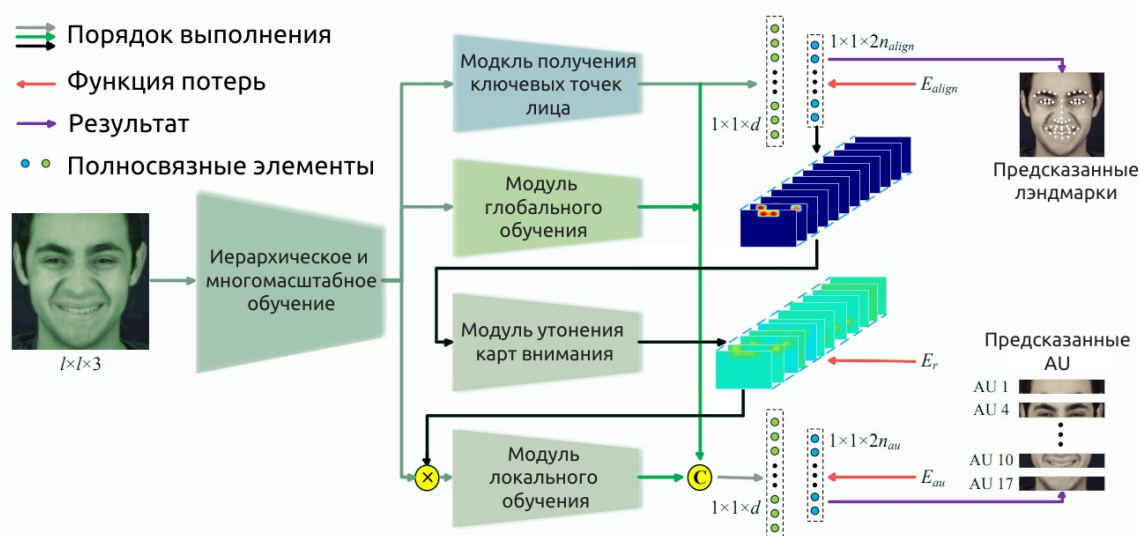 Порядок выполнения
Функция потерь
Результат
Полносвязные элементы
l×l×3
Иерархическое и
многомасштабное
обучение
Модкль получения
ключевых точек
лица
Модуль
глобального
обучения
Модуль утонения
карт внимания
Модуль
локального
обучения
×
C
1×1×d
1×1×2n_align
E_align
Предсказанные
лэндмарки
E_r
1×1×d
1×1×2n_au
E_au
Предсказанные
AU
AU 1
AU 4
AU 10
AU 17